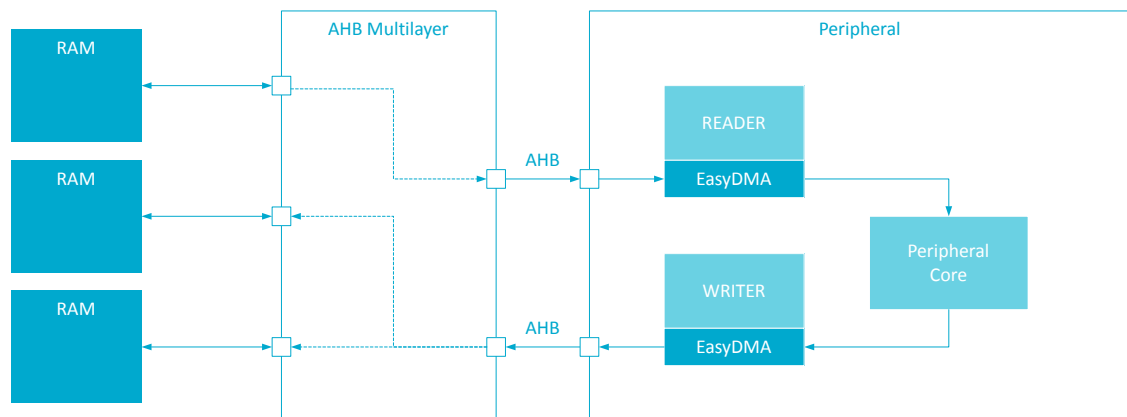 AHB Multilayer
Peripheral
RAM
READER
AHB
EasyDMA
RAM
Peripheral
Core
WRITER
RAM
AHB
EasyDMA